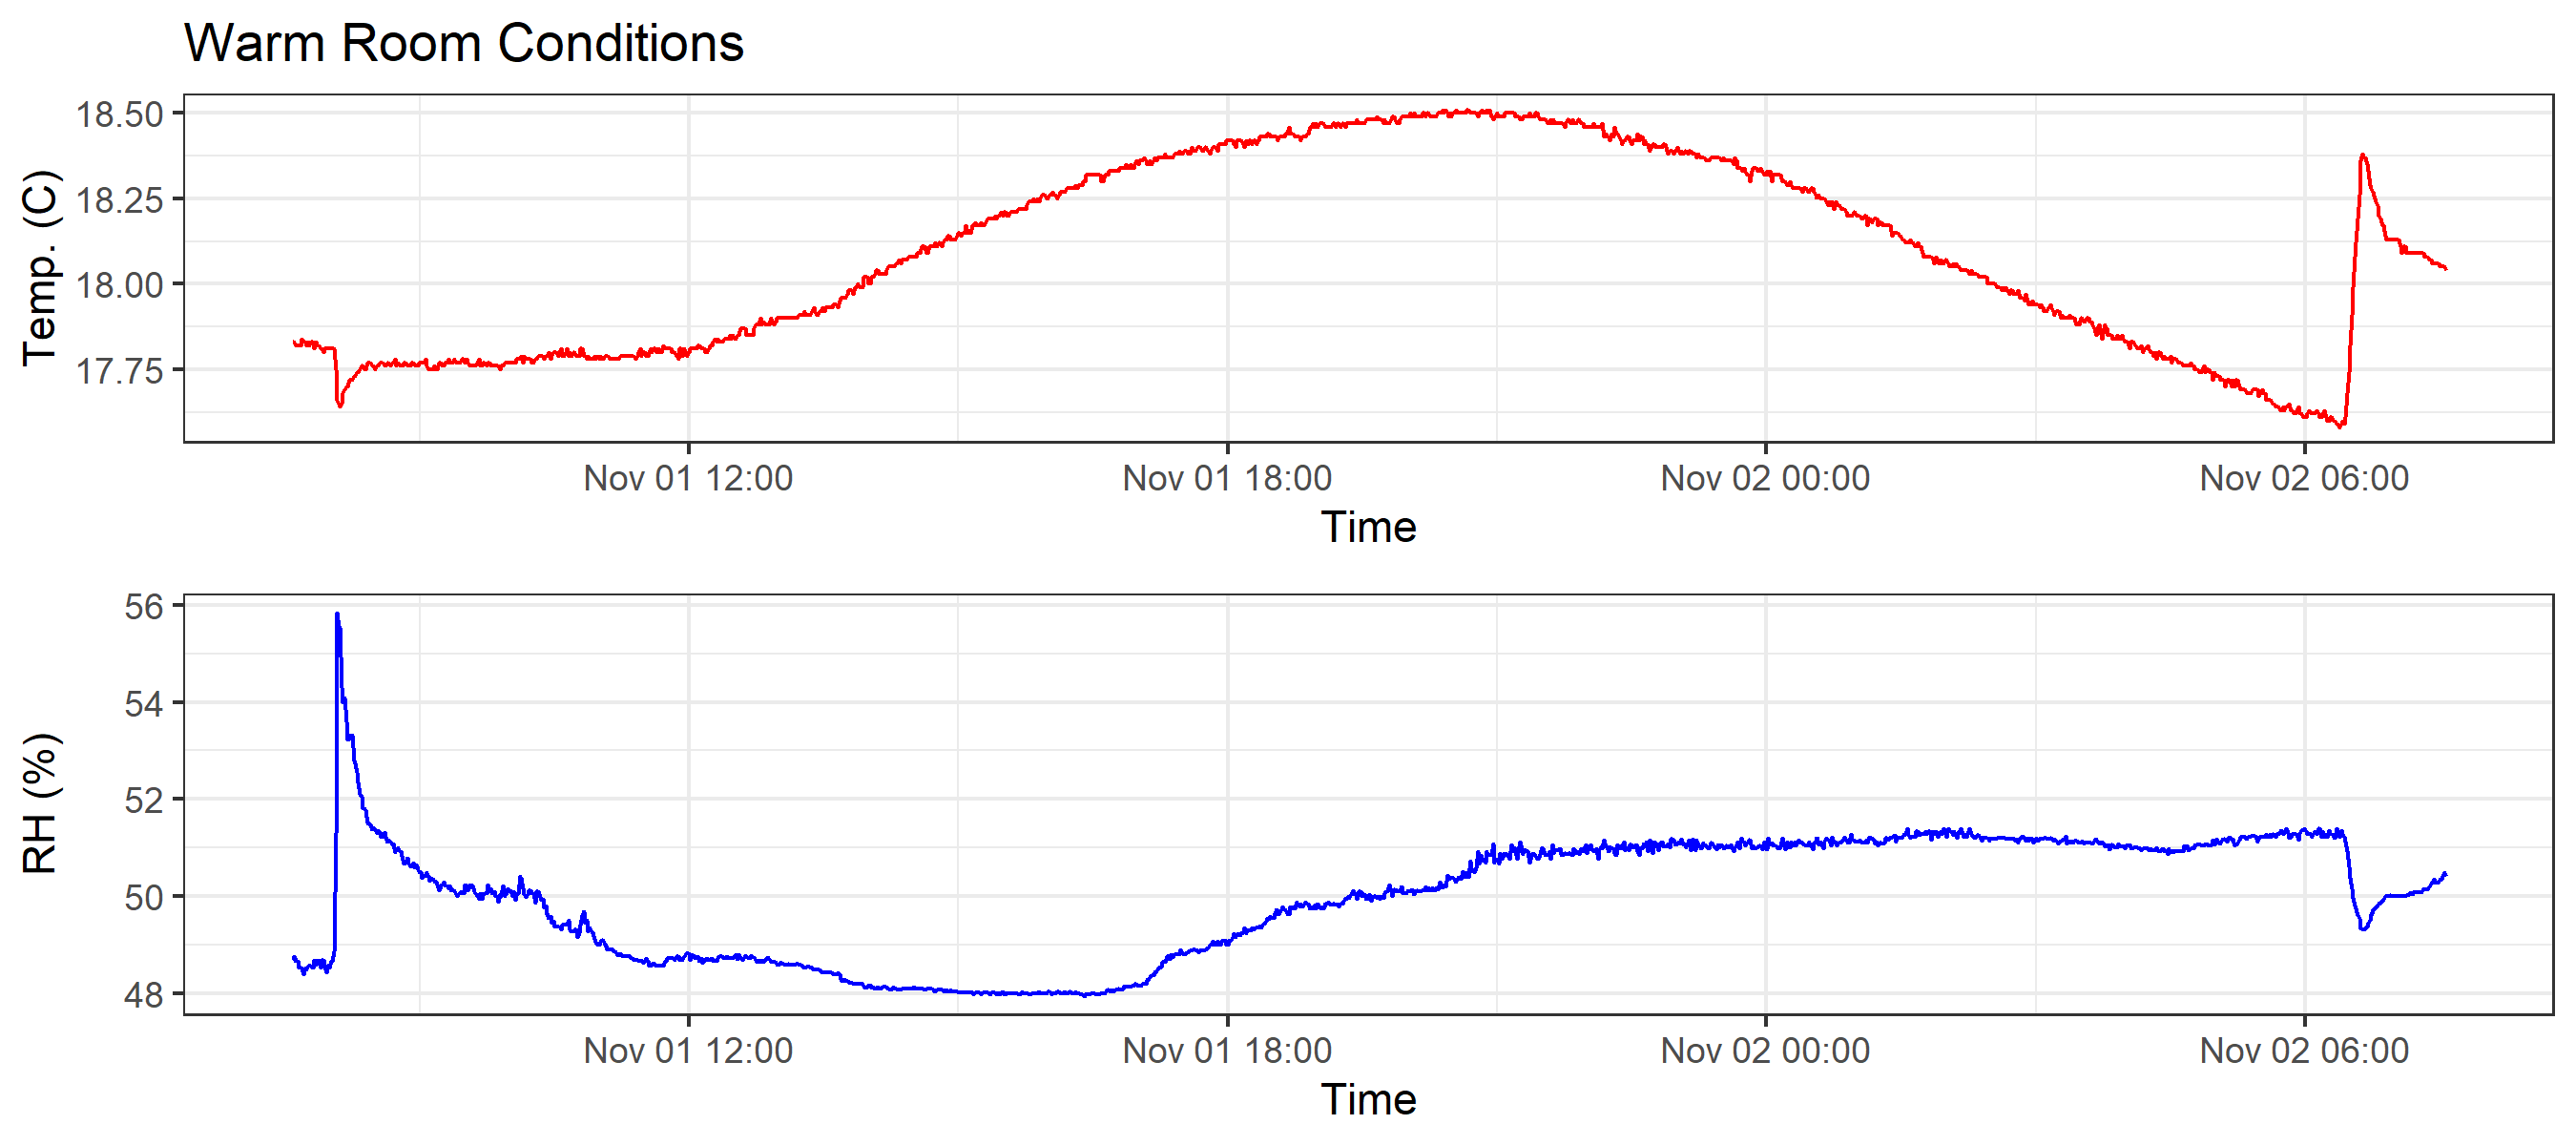 Warm Room Conditions
Temp. (C)
18.50
18.25
18.00
17.75
Nov 01 12:00 Nov 01 18:00 Nov 02 00:00 Nov 02 06:00
Time
RH (%)
56
54
52
50
48
Nov 01 12:00 Nov 01 18:00 Nov 02 00:00 Nov 02 06:00
Time